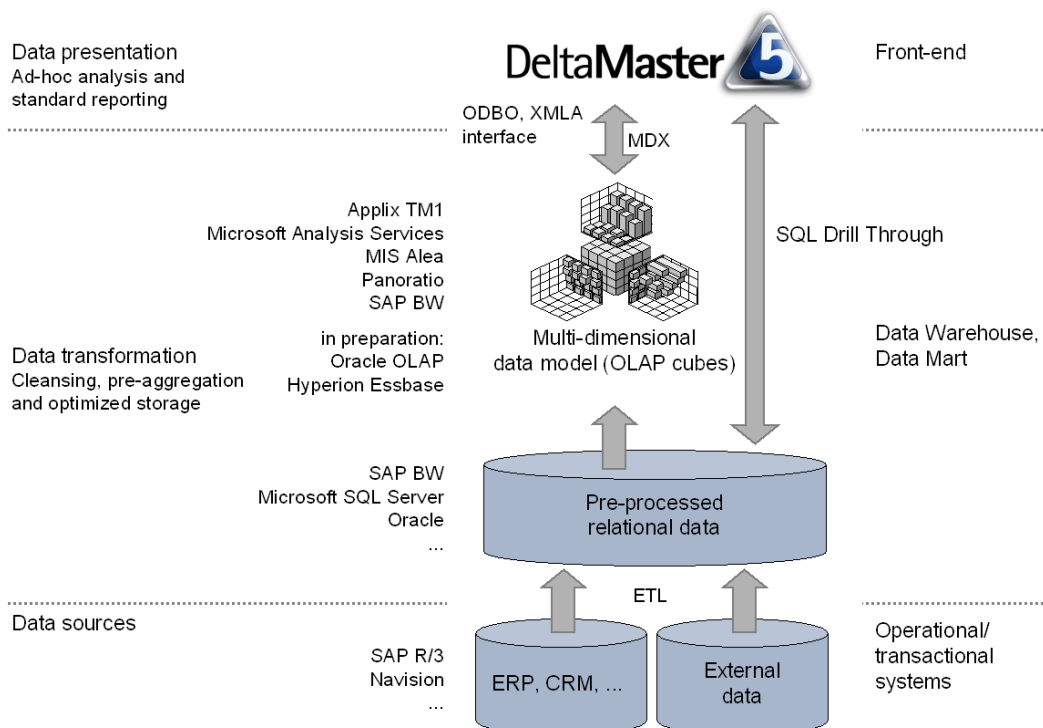 Data presentation
Ad-hoc analysis and
standard reporting
DeltaMaster 5
Front-end
ODBO, XMLA
interface
MDX
Applix TM1
Microsoft Analysis Services
MIS Alea
Panoratio
SAP BW
in preparation:
Oracle OLAP
Hyperion Essbase
SQL Drill Through
Multi-dimensional
data model (OLAP cubes)
Data transformation
Cleansing, pre-aggregation
and optimized storage
Data Warehouse,
Data Mart
SAP BW
Microsoft SQL Server
Oracle
...
Pre-processed
relational data
ETL
Data sources
SAP R/3
Navision
...
ERP, CRM, ...
External
data
Operational/
transactional
systems